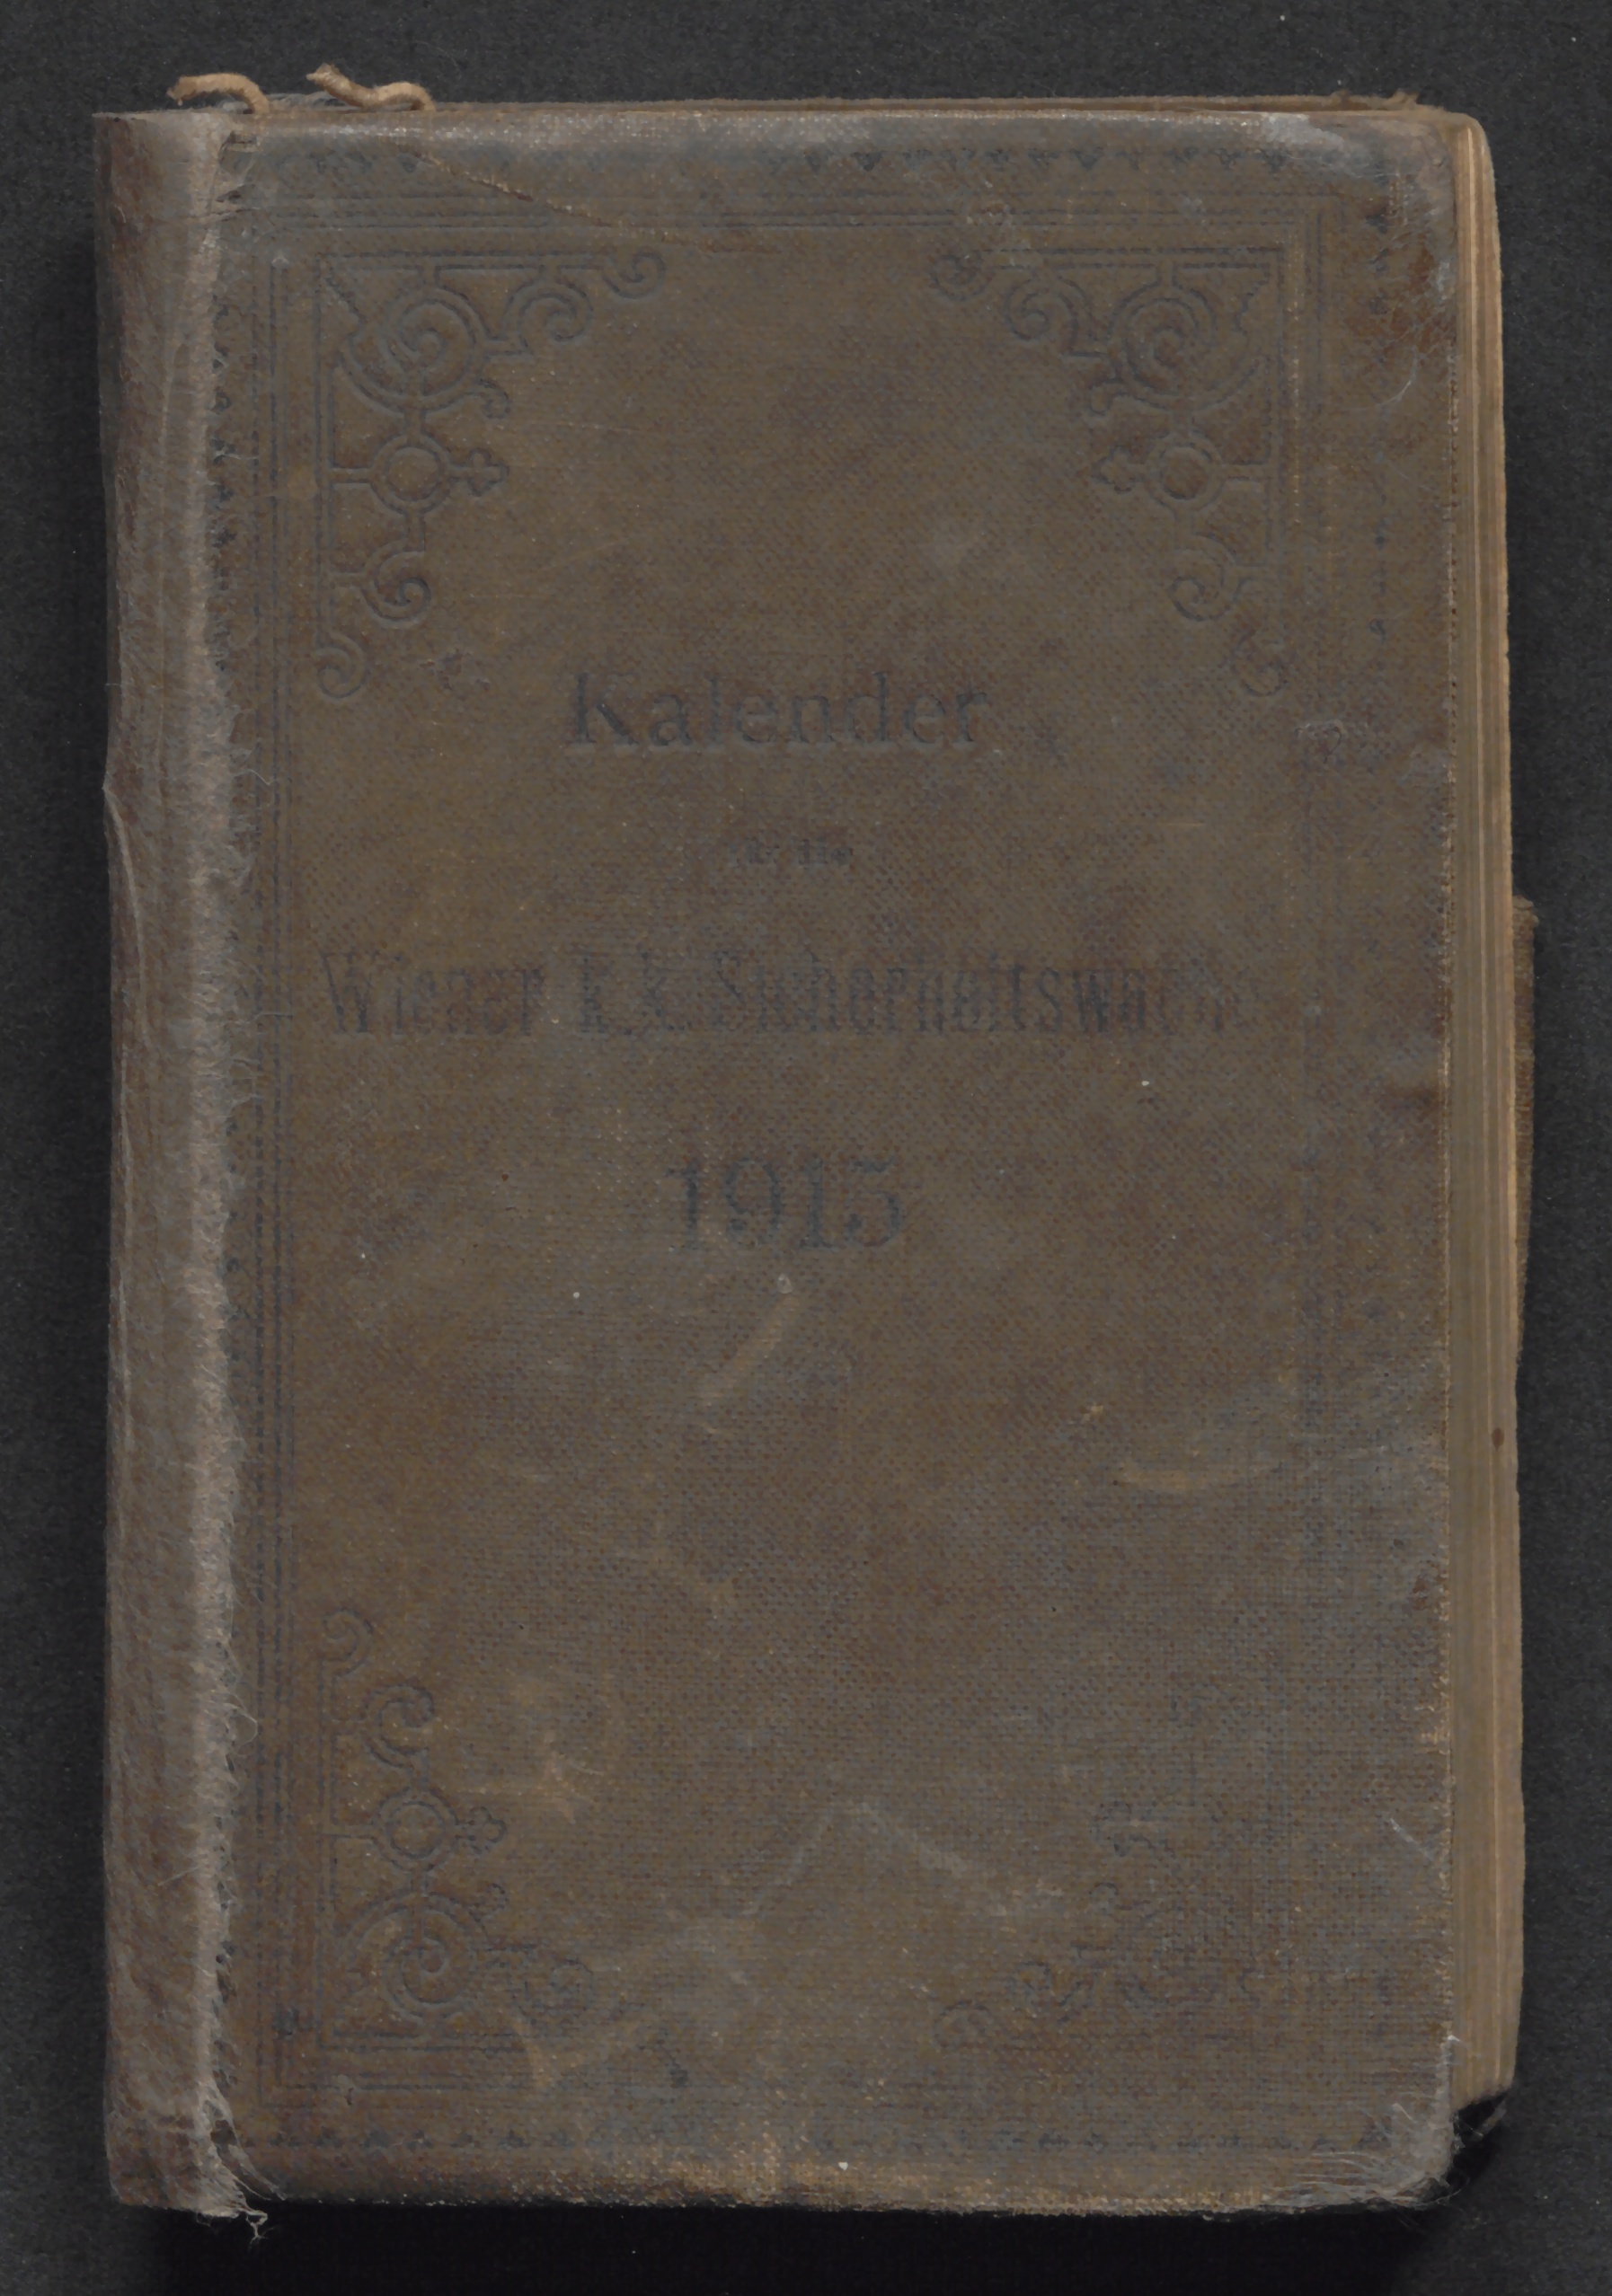 Kalender
für die
Wiener k.k. Sicherheitswache
1915